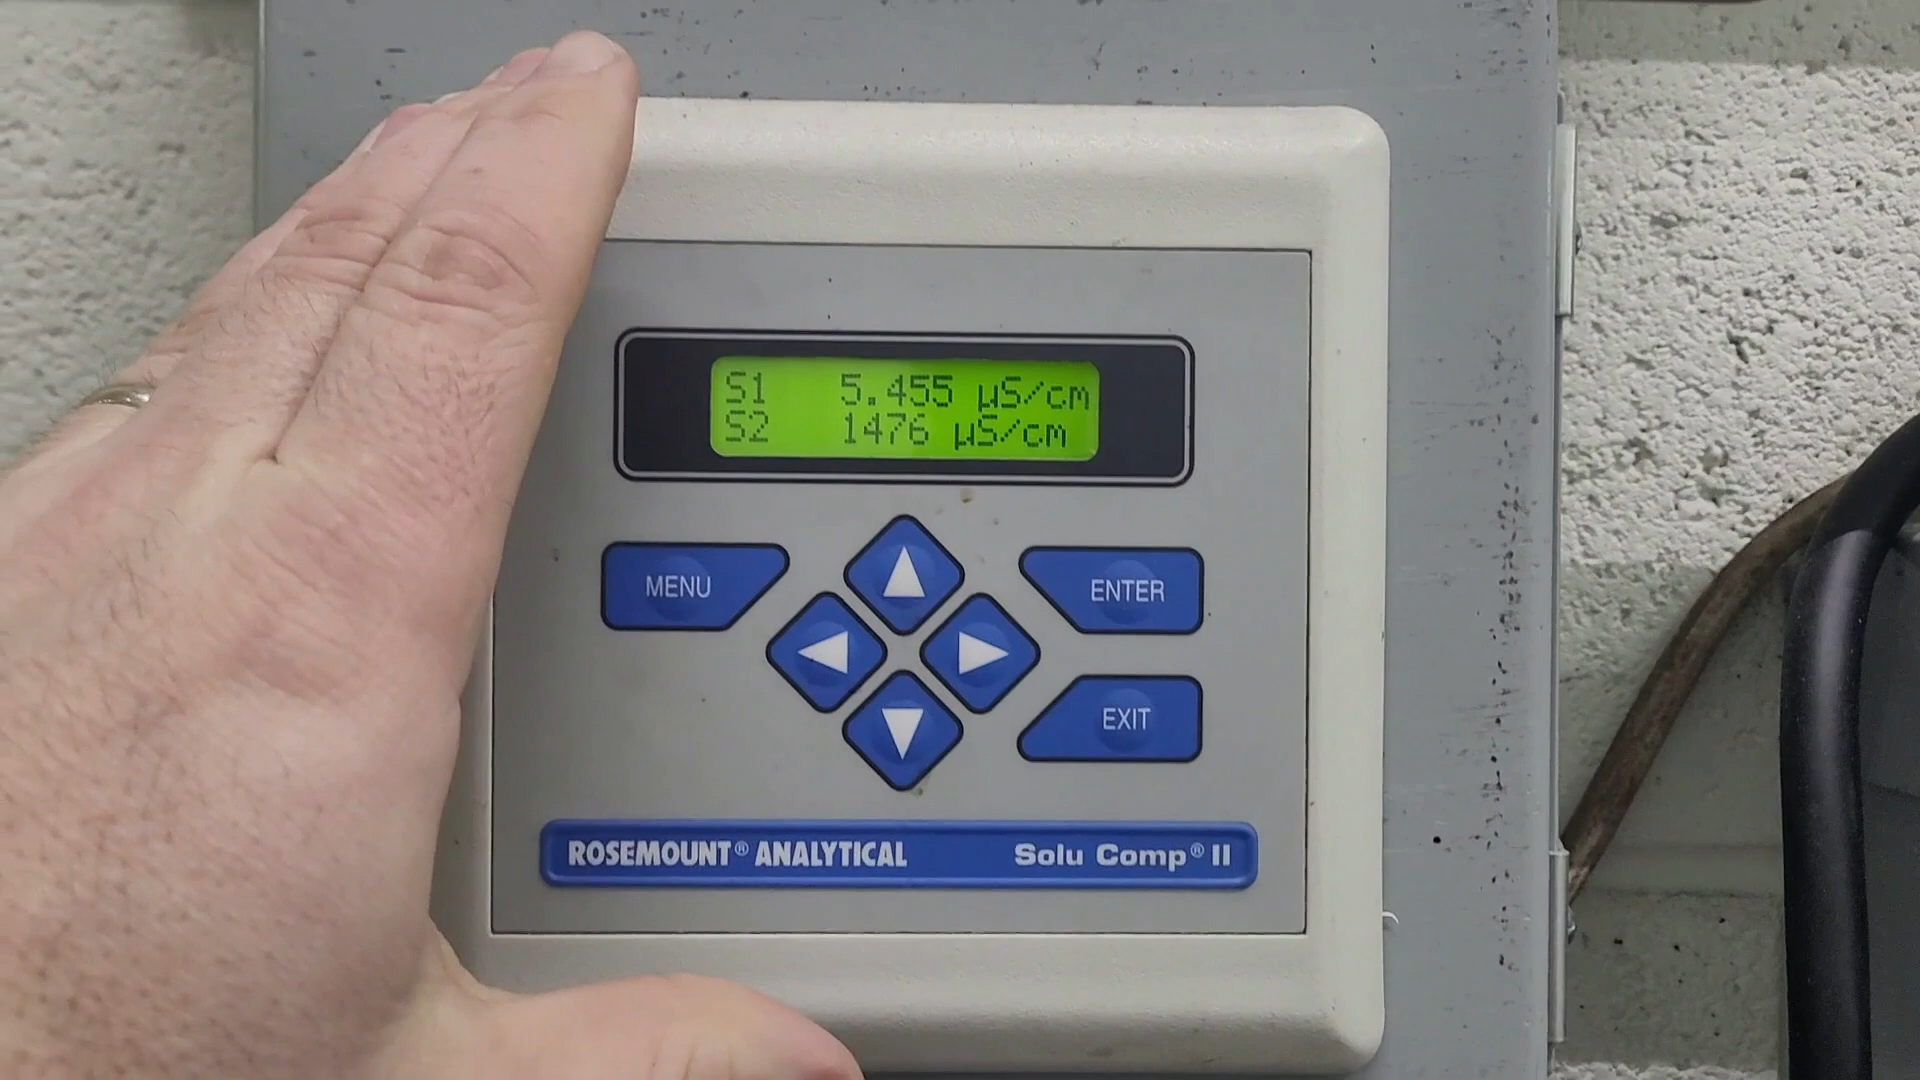 S1 5.455 µS/cm
S2 1476 µS/cm
MENU
ENTER
EXIT
ROSEMOUNT® ANALYTICAL Solu Comp® II